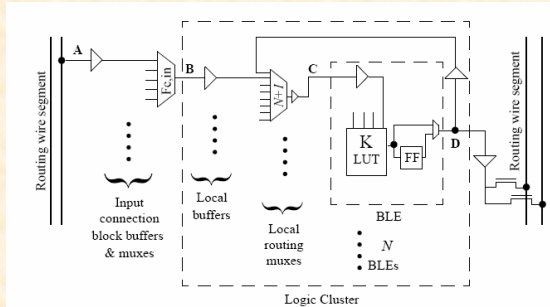 Routing wire segment
A
Fc,in
B
Logic Cluster
N+I
C
K
LUT
FF
D
BLE
N
BLEs
Input
connection
block buffers
& muxes
Local
buffers
Local
routing
muxes
Routing wire segment